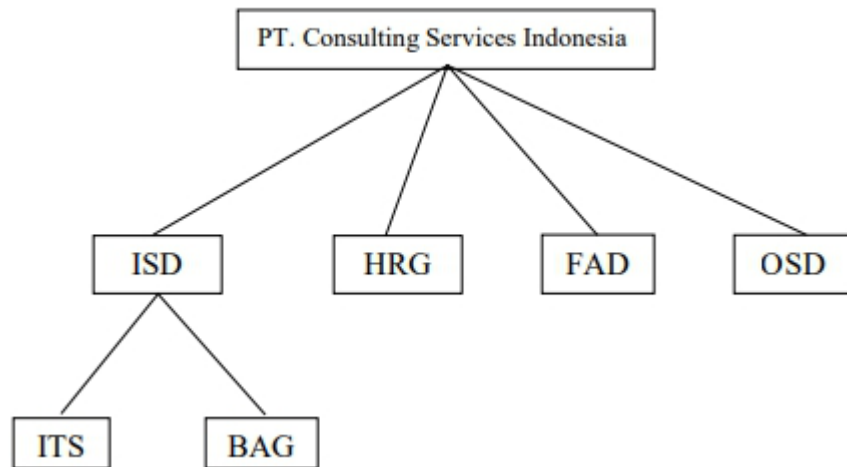 PT. Consulting Services Indonesia
ISD
HRG
FAD
OSD
ITS
BAG